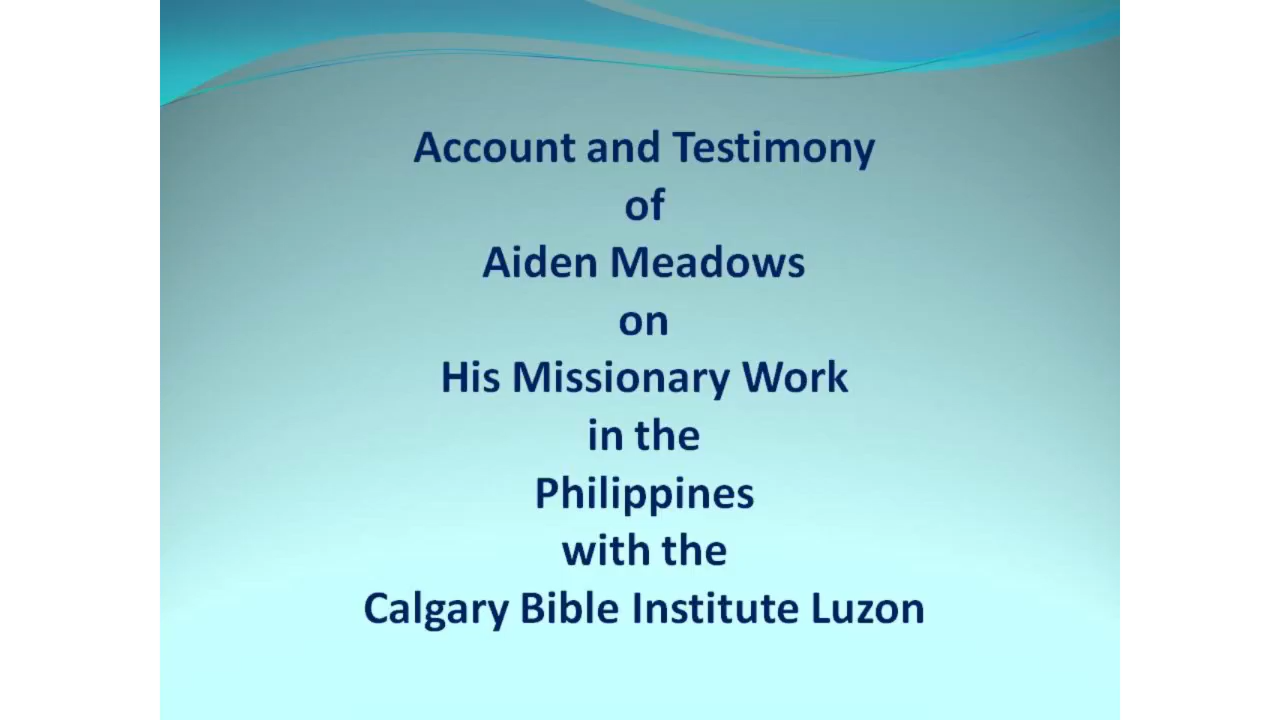 Account and Testimony
of
Aiden Meadows
on
His Missionary Work
in the
Philippines
with the
Calgary Bible Institute Luzon